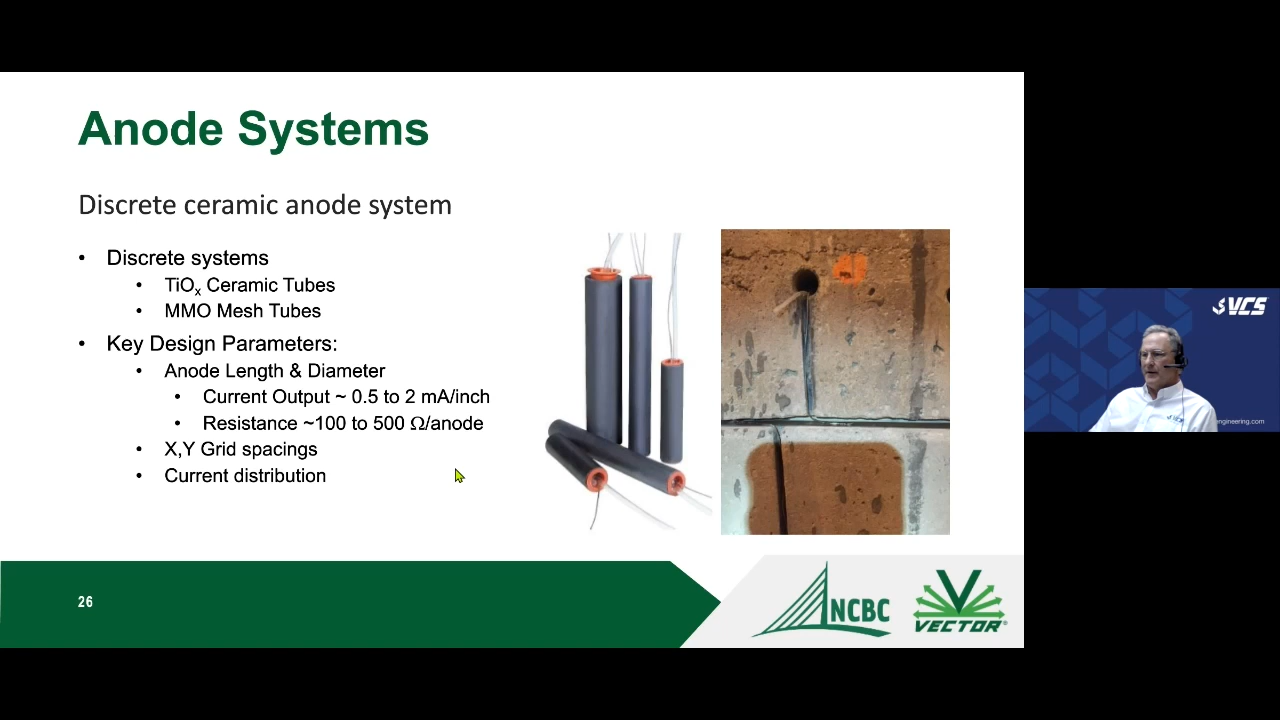 Anode Systems
Discrete ceramic anode system
• Discrete systems
• TiOx Ceramic Tubes
• MMO Mesh Tubes
• Key Design Parameters:
• Anode Length & Diameter
• Current Output ~ 0.5 to 2 mA/inch
• Resistance ~100 to 500 Ω/anode
• X,Y Grid spacings
• Current distribution
26
NCBC
VECTOR®
VCS
engineering.com